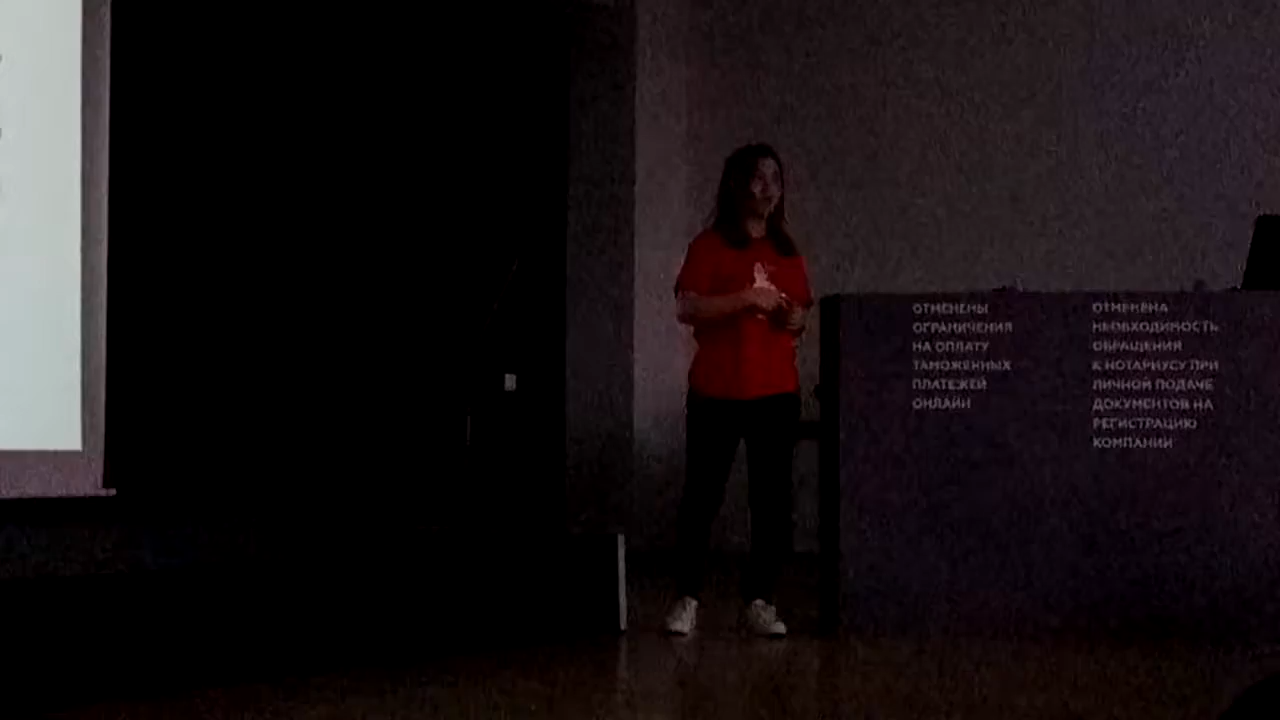 ОТМЕНЕНЫ
ОГРАНИЧЕНИЯ
НА ОПЛАТУ
ТАМОЖЕННЫХ
ПЛАТЕЖЕЙ
ОНЛАЙН
ОТМЕНЕНА
НЕОБХОДИМОСТЬ
ОБРАЩЕНИЯ
К НОТАРИУСУ ПРИ
ЛИЧНОЙ ПОДАЧЕ
ДОКУМЕНТОВ НА
РЕГИСТРАЦИЮ
КОМПАНИИ